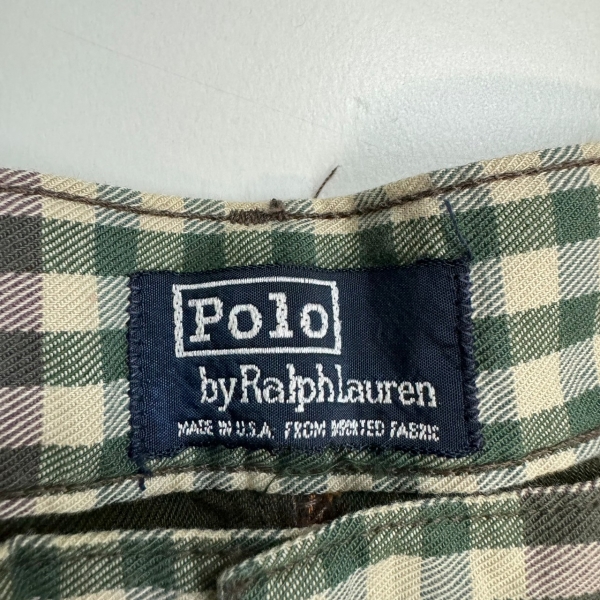 Polo
by Ralph Lauren
MADE IN U.S.A. FROM IMPORTED FABRIC